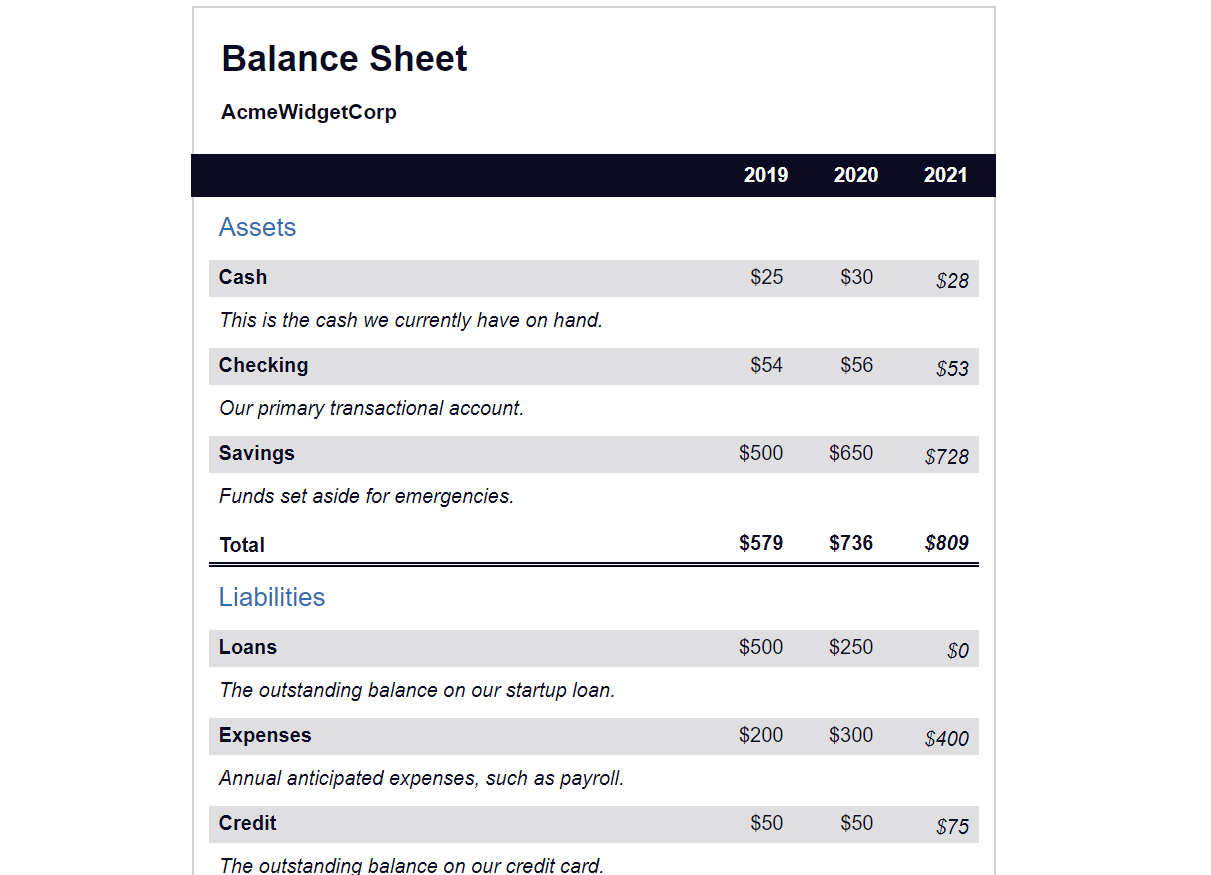 Balance Sheet
AcmeWidgetCorp
2019 2020 2021
Assets
Cash $25 $30 $28
This is the cash we currently have on hand.
Checking $54 $56 $53
Our primary transactional account.
Savings $500 $650 $728
Funds set aside for emergencies.
Total $579 $736 $809
Liabilities
Loans $500 $250 $0
The outstanding balance on our startup loan.
Expenses $200 $300 $400
Annual anticipated expenses, such as payroll.
Credit $50 $50 $75
The outstanding balance on our credit card.